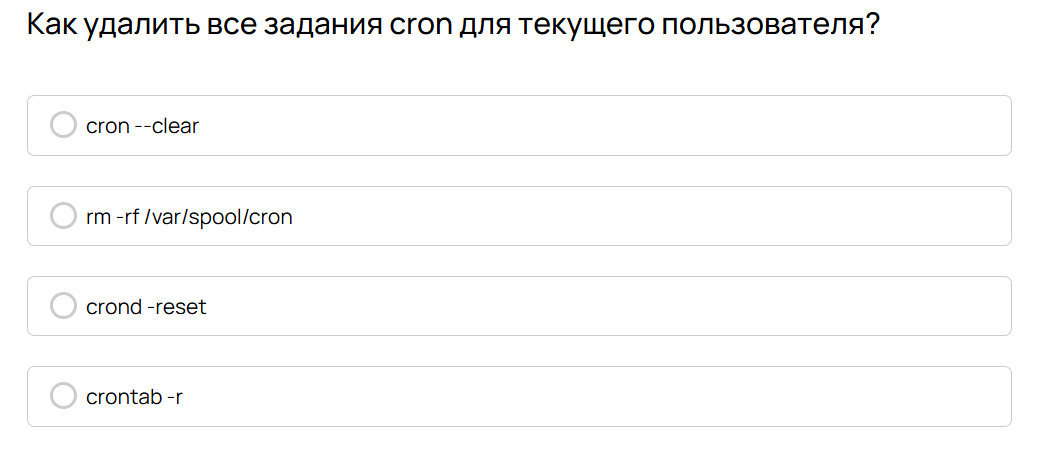 Как удалить все задания cron для текущего пользователя?
cron --clear
rm -rf /var/spool/cron
crond -reset
crontab -r